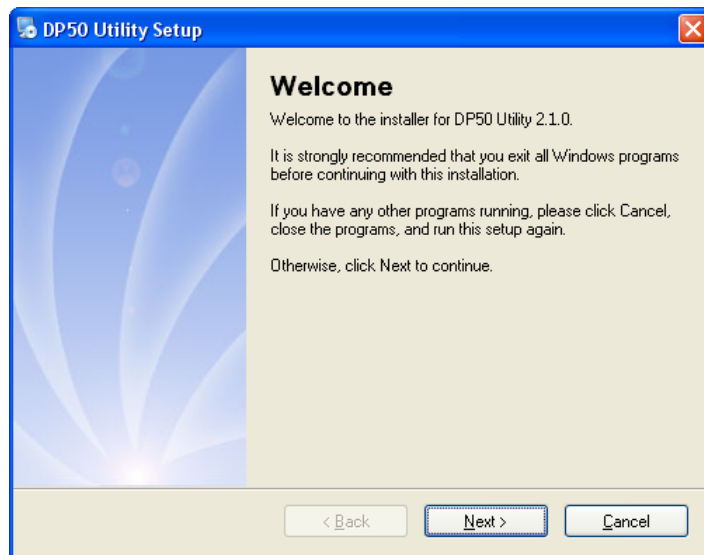 DP50 Utility Setup
Welcome
Welcome to the installer for DP50 Utility 2.1.0.
It is strongly recommended that you exit all Windows programs
before continuing with this installation.
If you have any other programs running, please click Cancel,
close the programs, and run this setup again.
Otherwise, click Next to continue.
< Back
Next >
Cancel